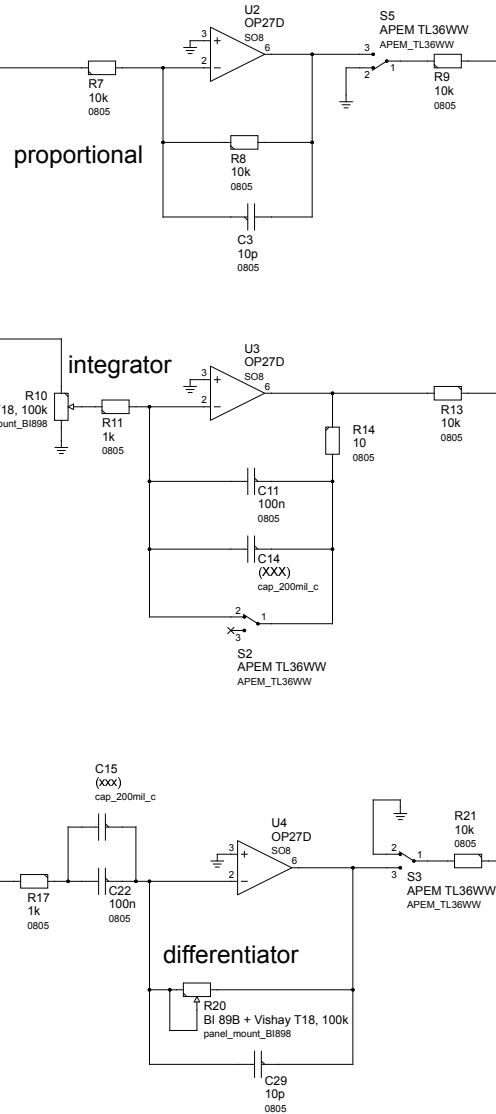 U2
OP27D
SO8
3
2
6
+
−
R7
10k
0805
S5
APEM TL36WW
APEM_TL36WW
3
2
1
R9
10k
0805
proportional
R8
10k
0805
C3
10p
0805
integrator
U3
OP27D
SO8
3
2
6
+
−
R10
T18, 100k
ount_BI898
R11
1k
0805
R13
10k
0805
R14
10
0805
C11
100n
0805
C14
(XXX)
cap_200mil_c
2
1
3
S2
APEM TL36WW
APEM_TL36WW
C15
(xxx)
cap_200mil_c
U4
OP27D
SO8
3
2
6
+
−
R17
1k
0805
C22
100n
0805
2
1
3
S3
APEM TL36WW
APEM_TL36WW
R21
10k
0805
differentiator
R20
BI 89B + Vishay T18, 100k
panel_mount_BI898
C29
10p
0805